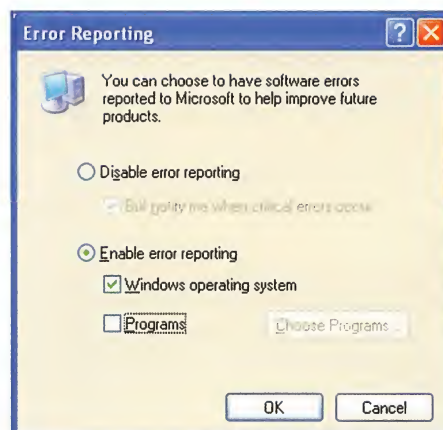 Error Reporting
You can choose to have software errors
reported to Microsoft to help improve future
products.
Disable error reporting
But notify me when critical errors occur
Enable error reporting
Windows operating system
Programs
Choose Programs...
OK
Cancel